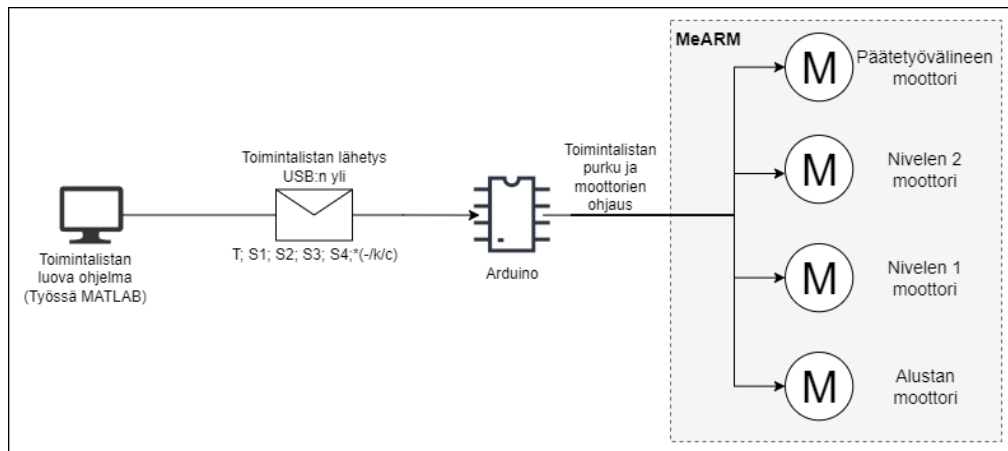 MeARM
M
Päätetyövälineen
moottori
Toimintalistan lähetys
USB:n yli
Toimintalistan
purku ja
moottorien
ohjaus
M
Nivelen 2
moottori
T; S1; S2; S3; S4;*(-/k/c)
Toimintalistan
luova ohjelma
(Työssä MATLAB)
Arduino
M
Nivelen 1
moottori
M
Alustan
moottori